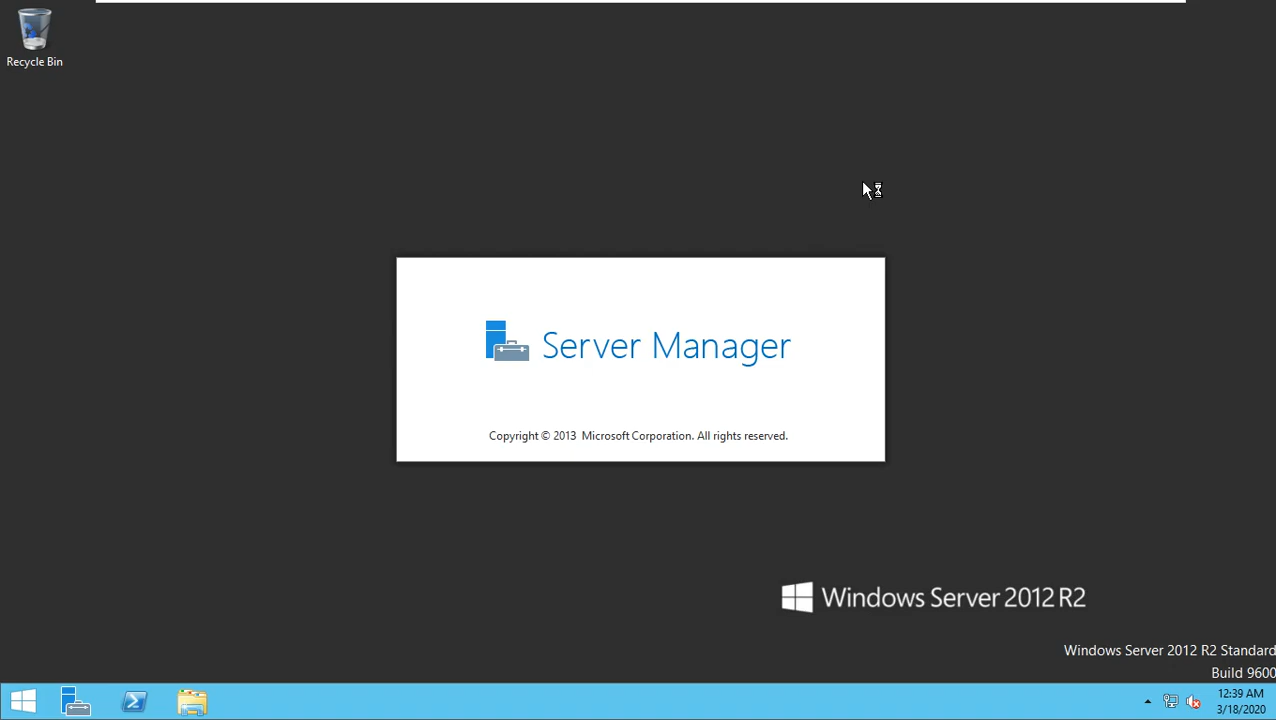 Recycle Bin
Server Manager
Copyright © 2013 Microsoft Corporation. All rights reserved.
Windows Server 2012 R2
Windows Server 2012 R2 Standard
Build 9600
12:39 AM
3/18/2020